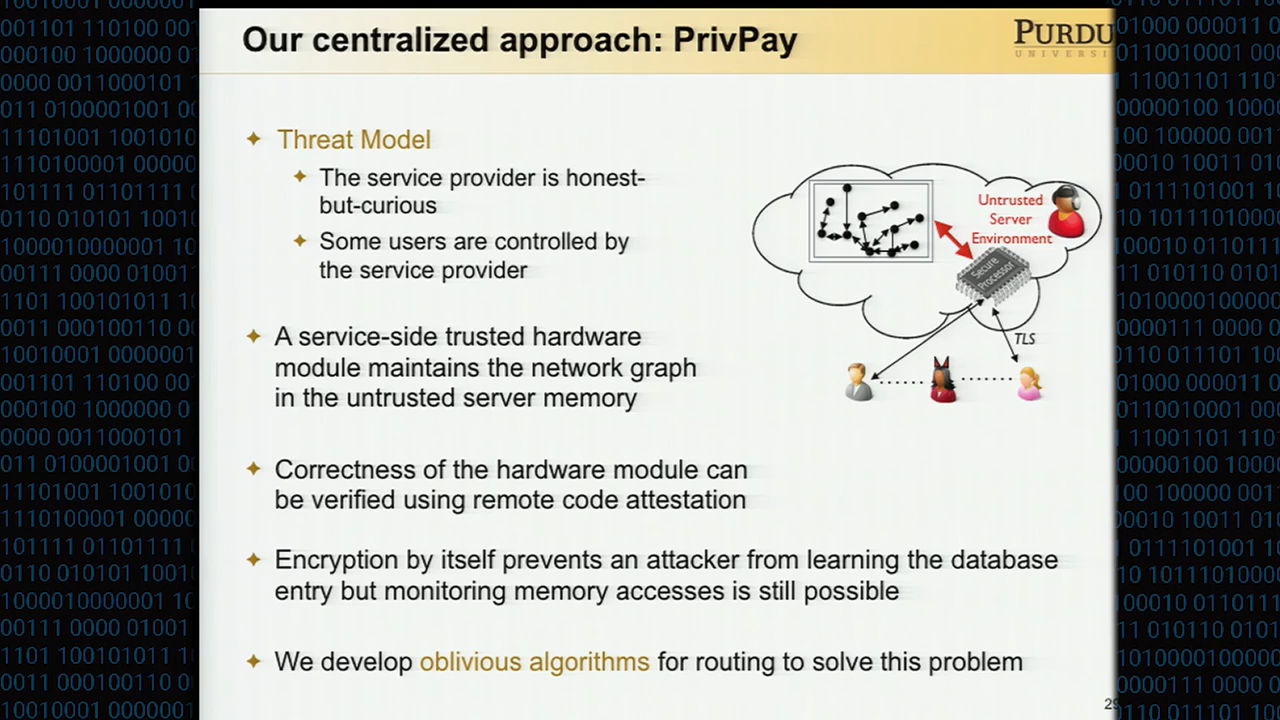 Our centralized approach: PrivPay
PURDU
UNIVERSI
Threat Model
The service provider is honest-
but-curious
Some users are controlled by
the service provider
Untrusted
Server
Environment
Secure
Processor
TLS
A service-side trusted hardware
module maintains the network graph
in the untrusted server memory
Correctness of the hardware module can
be verified using remote code attestation
Encryption by itself prevents an attacker from learning the database
entry but monitoring memory accesses is still possible
We develop oblivious algorithms for routing to solve this problem